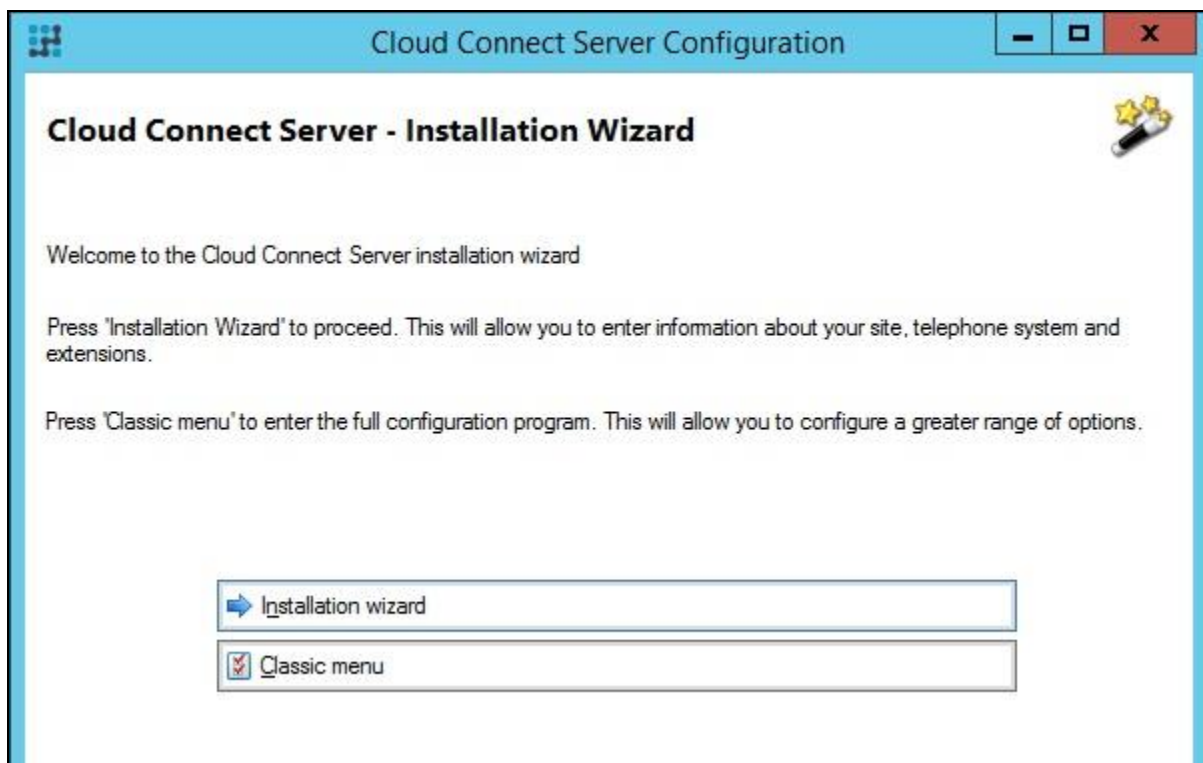 Cloud Connect Server Configuration
Cloud Connect Server - Installation Wizard
Welcome to the Cloud Connect Server installation wizard
Press 'Installation Wizard' to proceed. This will allow you to enter information about your site, telephone system and
extensions.
Press 'Classic menu' to enter the full configuration program. This will allow you to configure a greater range of options.
Installation wizard
Classic menu